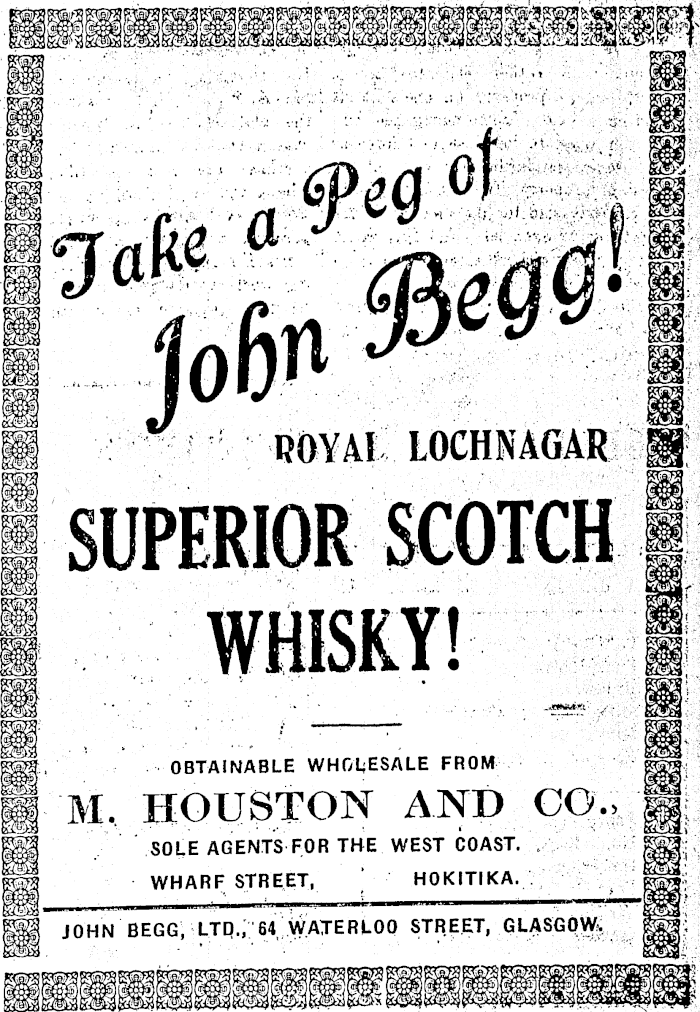 Take a Peg of
John Begg!
ROYAL LOCHNAGAR
SUPERIOR SCOTCH
WHISKY!
OBTAINABLE WHOLESALE FROM
M. HOUSTON AND CO.,
SOLE AGENTS FOR THE WEST COAST.
WHARF STREET, HOKITIKA.
JOHN BEGG, LTD., 64 WATERLOO STREET, GLASGOW.